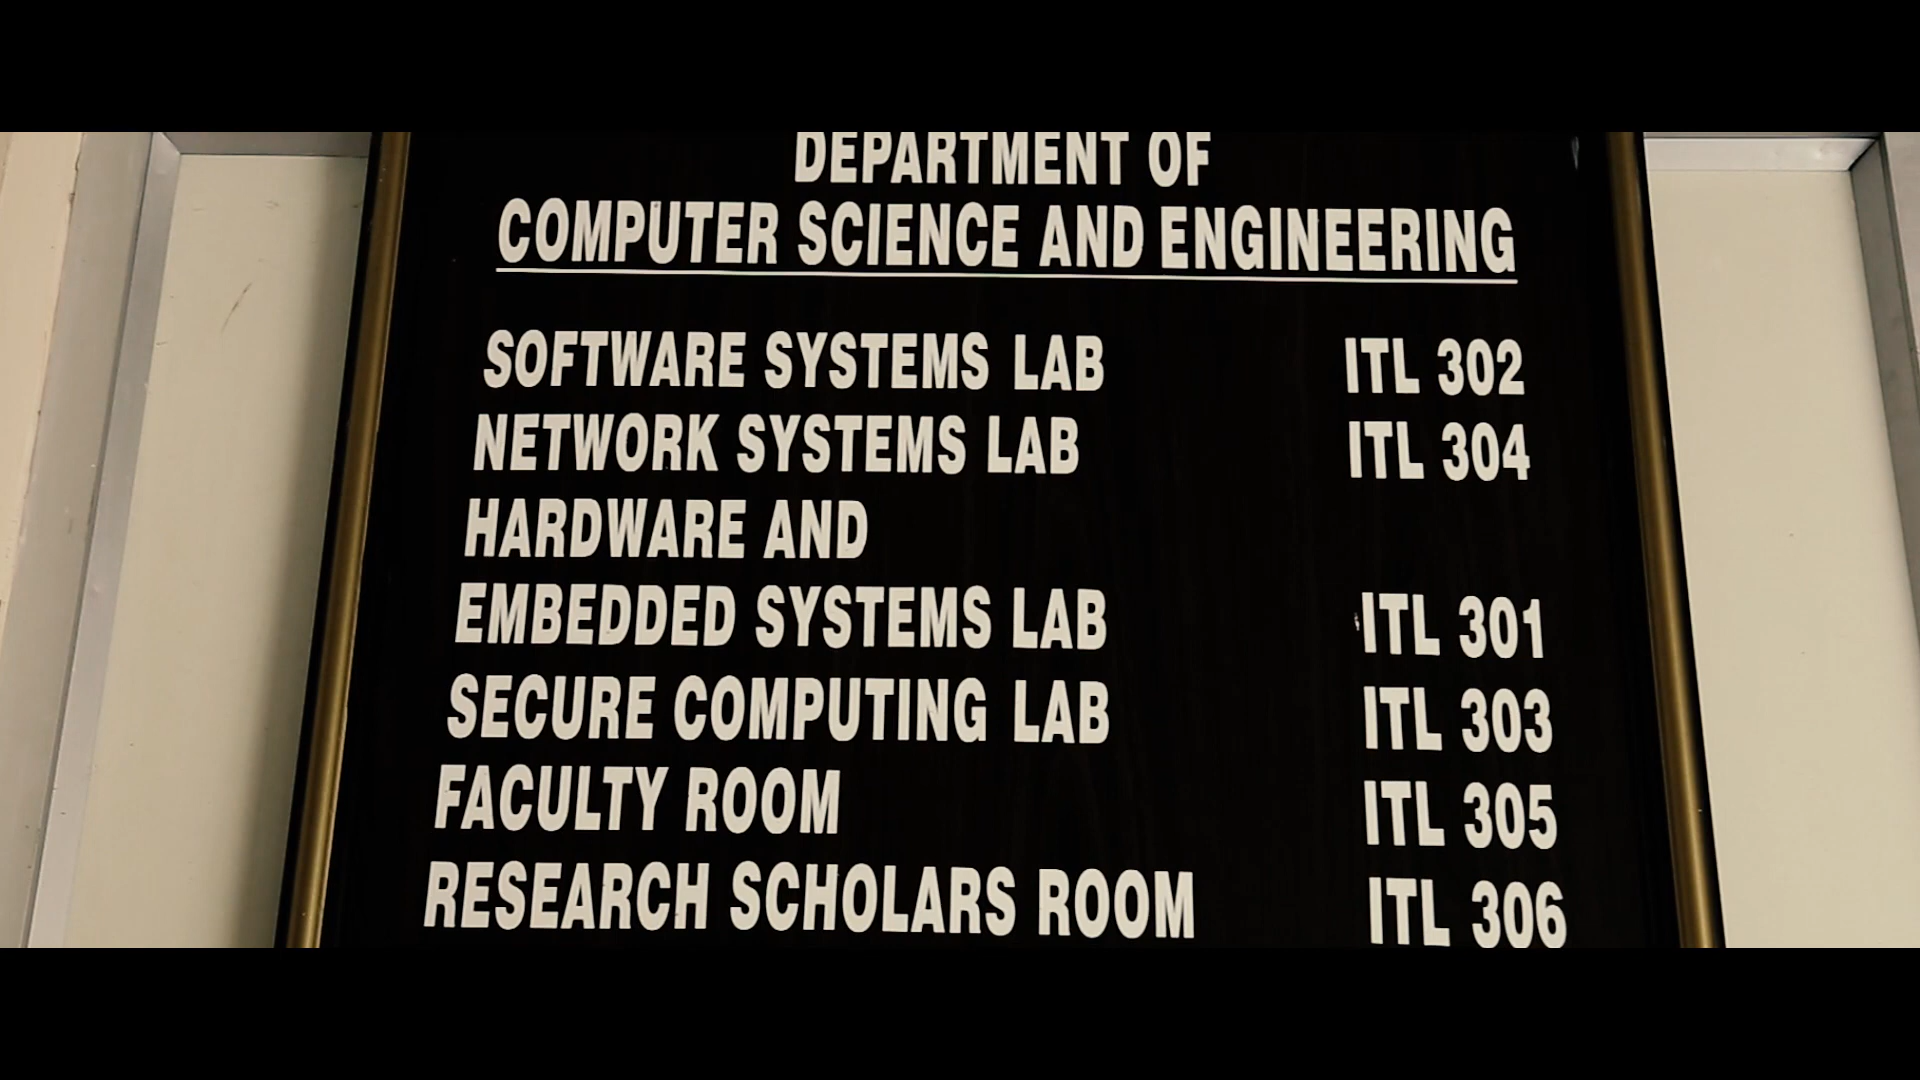 DEPARTMENT OF
COMPUTER SCIENCE AND ENGINEERING
SOFTWARE SYSTEMS LAB ITL 302
NETWORK SYSTEMS LAB ITL 304
HARDWARE AND
EMBEDDED SYSTEMS LAB ITL 301
SECURE COMPUTING LAB ITL 303
FACULTY ROOM ITL 305
RESEARCH SCHOLARS ROOM ITL 306